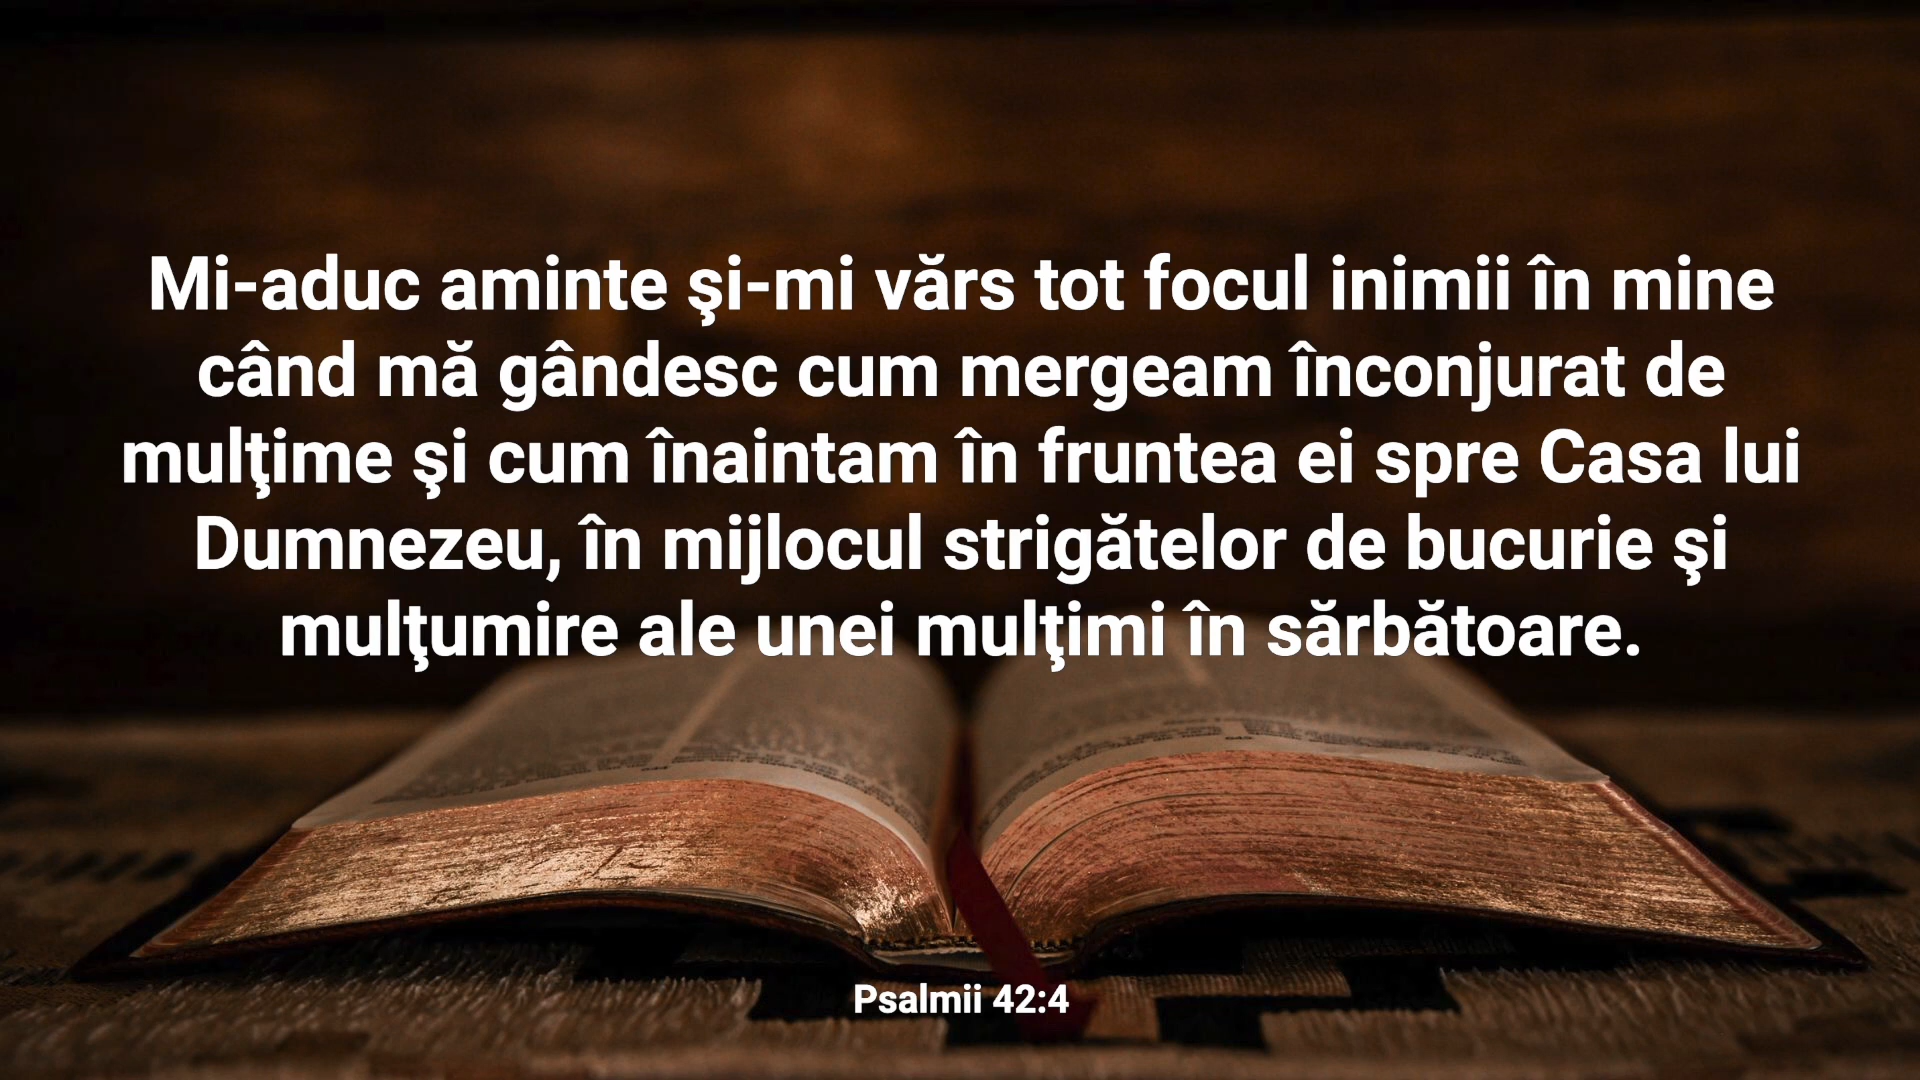 Mi-aduc aminte şi-mi vărs tot focul inimii în mine
când mă gândesc cum mergeam înconjurat de
mulţime şi cum înaintam în fruntea ei spre Casa lui
Dumnezeu, în mijlocul strigătelor de bucurie şi
mulţumire ale unei mulţimi în sărbătoare.
Psalmii 42:4